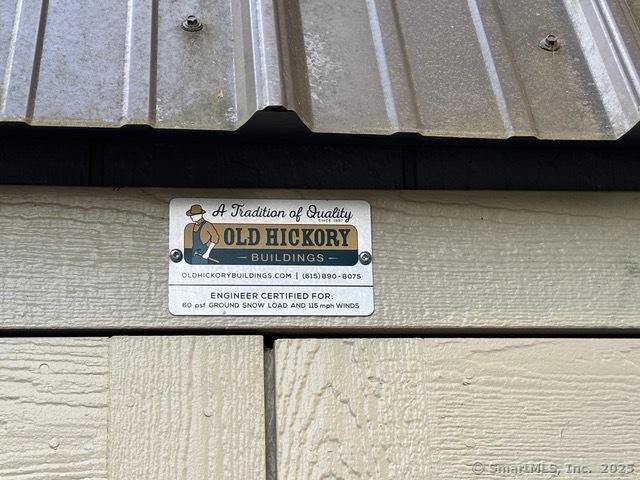 A Tradition of Quality
SINCE 1987
OLD HICKORY
BUILDINGS
OLDHICKORYBUILDINGS.COM | (615)890-8075
ENGINEER CERTIFIED FOR:
60 psf GROUND SNOW LOAD AND 115 mph WINDS
© SmartMLS, Inc. 2025